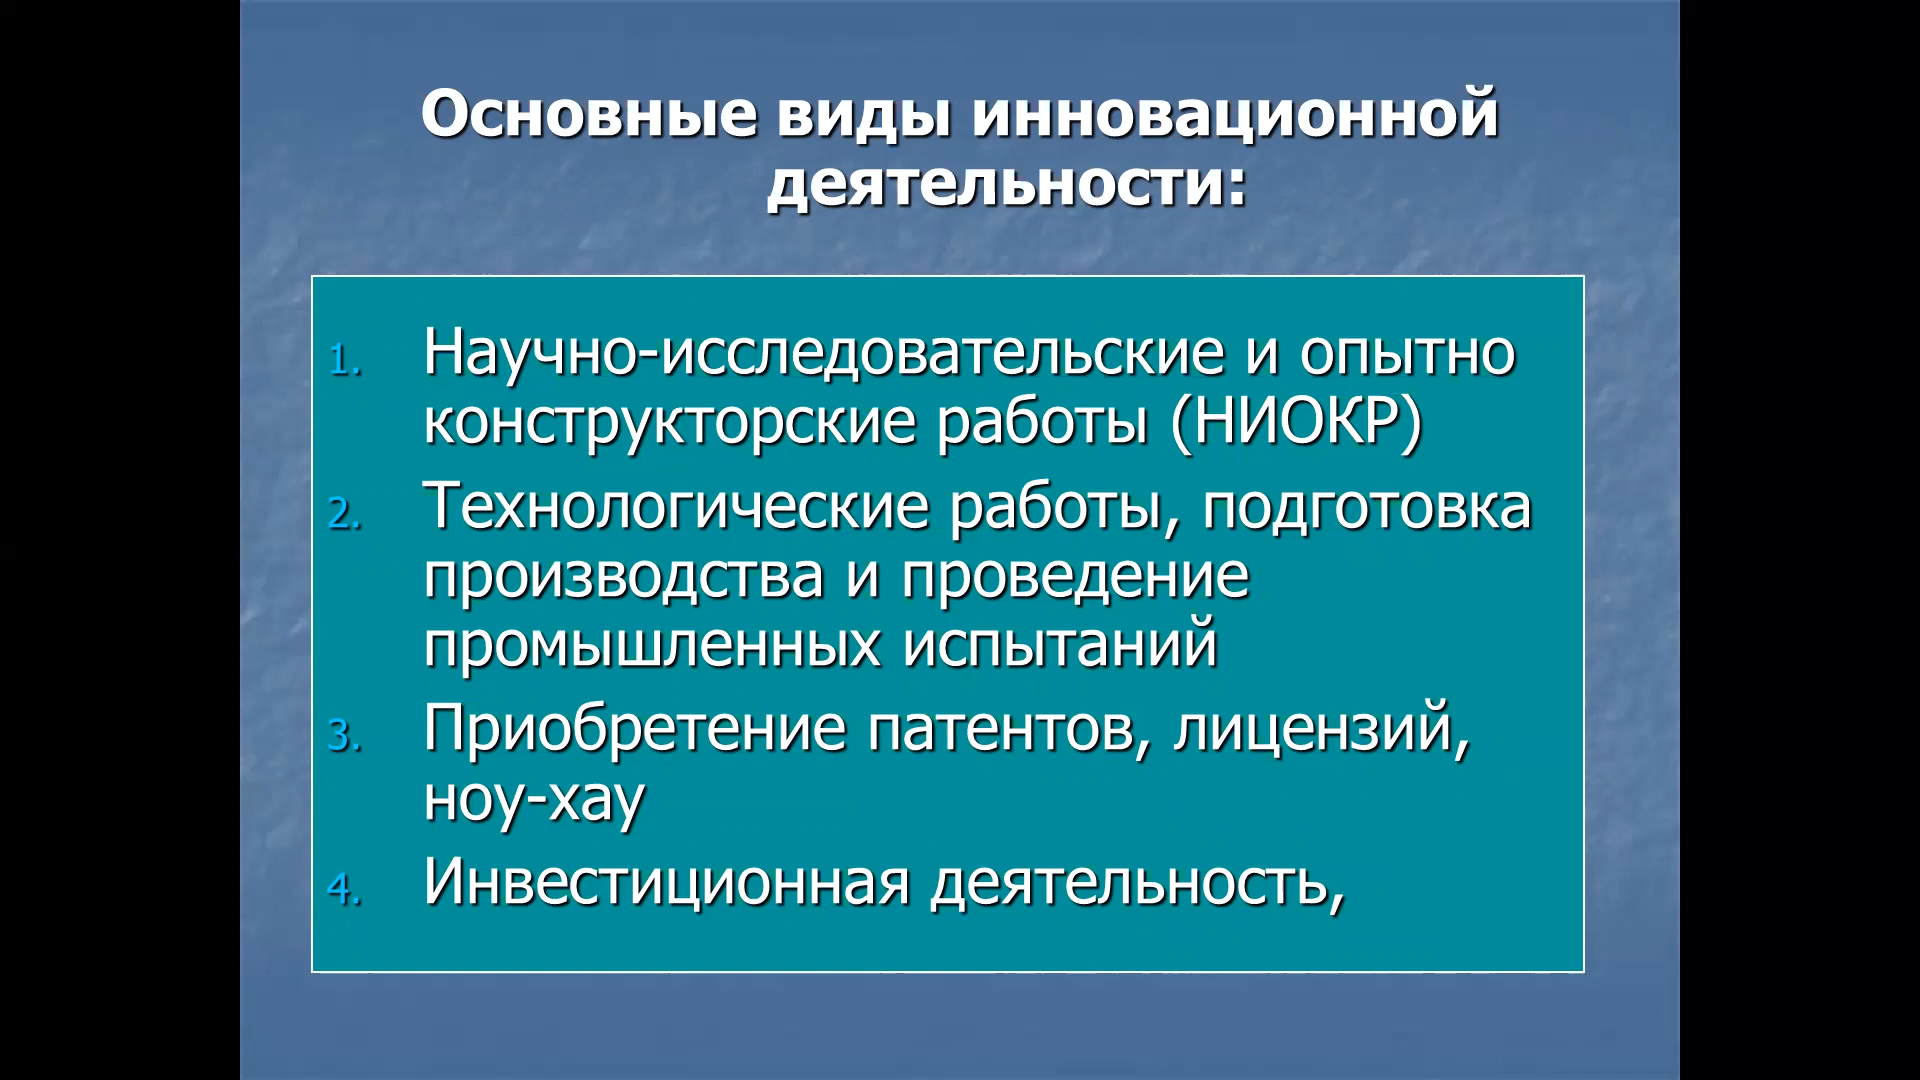 Основные виды инновационной
деятельности:
1. Научно-исследовательские и опытно
конструкторские работы (НИОКР)
2. Технологические работы, подготовка
производства и проведение
промышленных испытаний
3. Приобретение патентов, лицензий,
ноу-хау
4. Инвестиционная деятельность,